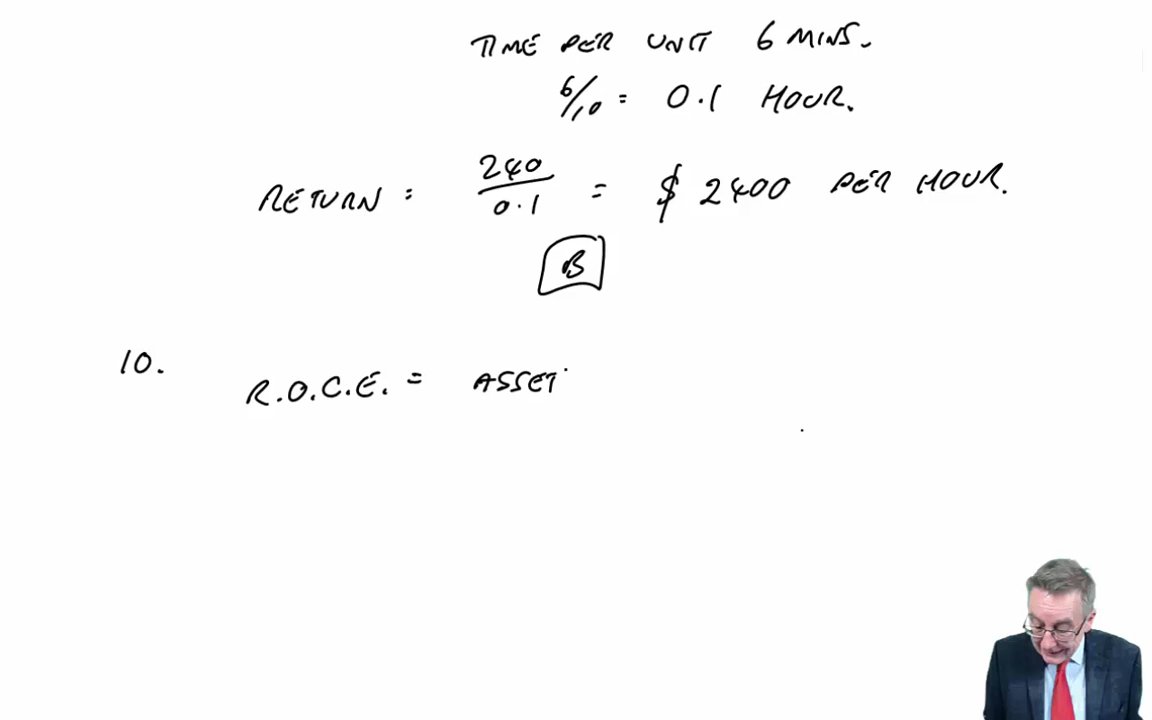 TIME PER UNIT 6 MINS.
6/10 = 0.1 HOUR.
RETURN: 240/0.1 = $ 2400 PER HOUR.
B
10.
R.O.C.E. = ASSET